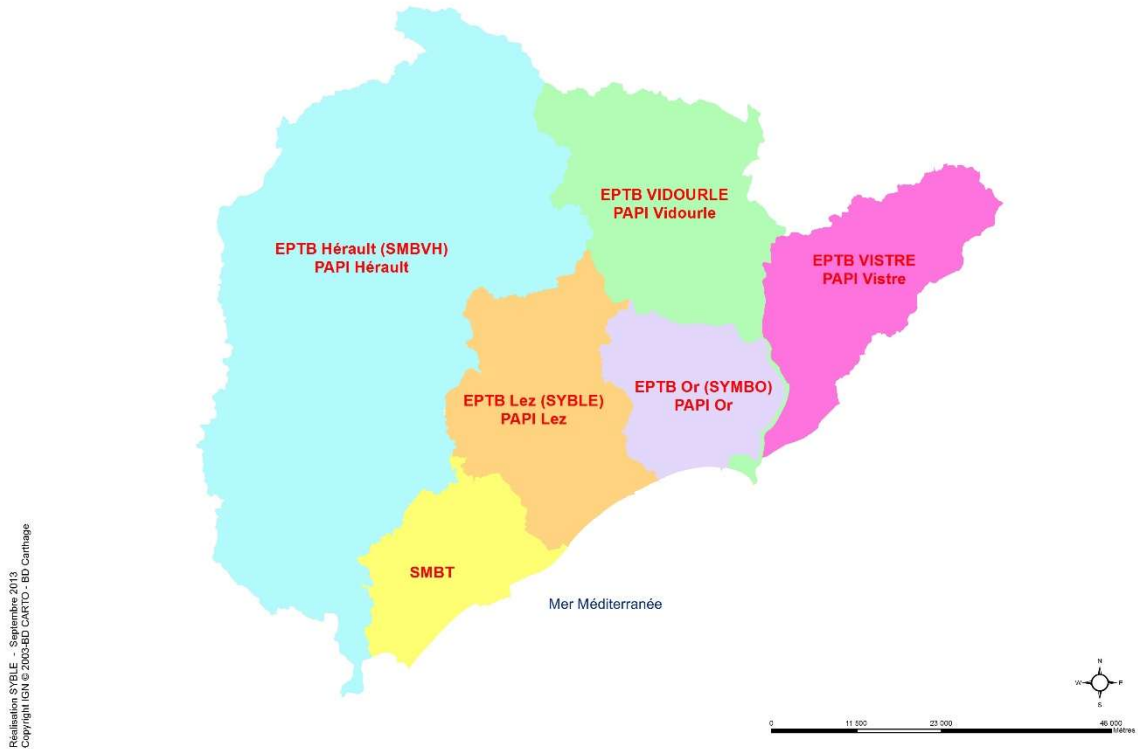 EPTB VIDOURLE
PAPI Vidourle
EPTB Hérault (SMBVH)
PAPI Hérault
EPTB VISTRE
PAPI Vistre
EPTB Or (SYMBO)
PAPI Or
EPTB Lez (SYBLE)
PAPI Lez
SMBT
Mer Méditerranée
Réalisation SYBLE - Septembre 2013
Copyright IGN © 2003-BD CARTO - BD Carthage
N
W
E
S
0
11 500
23 000
46 000
Mètres